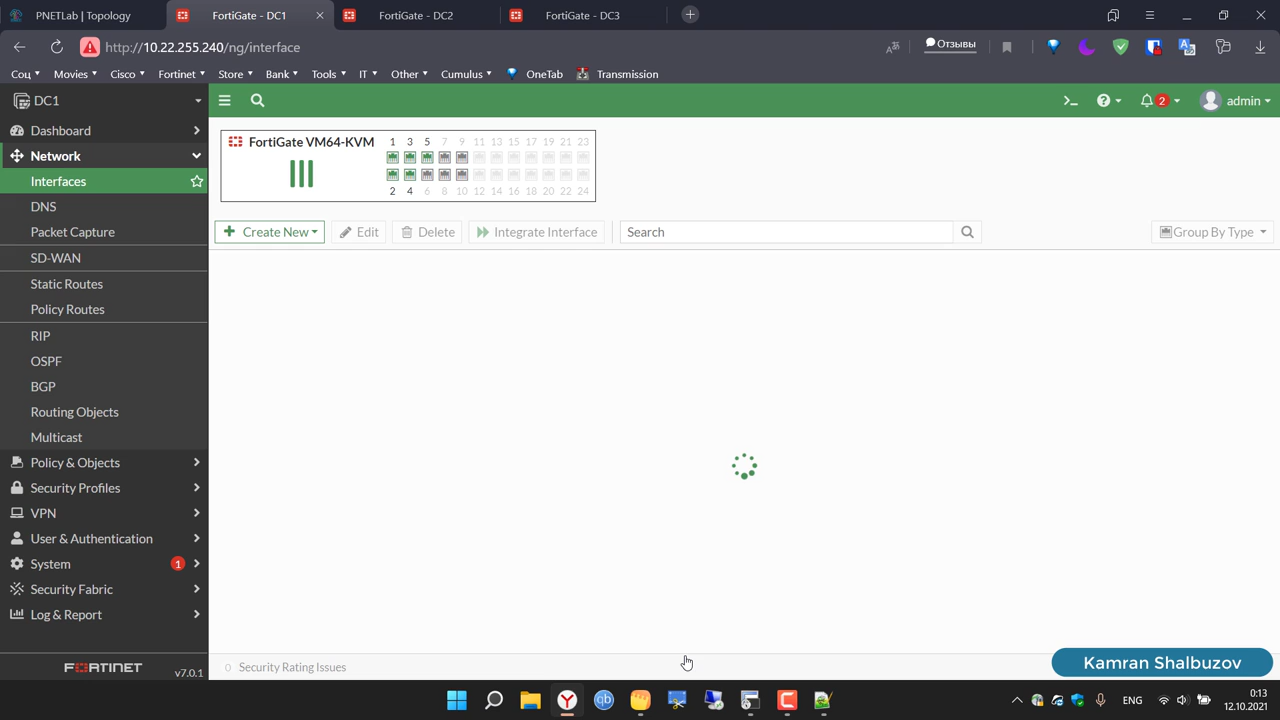 PNETLab | Topology
FortiGate - DC1
FortiGate - DC2
FortiGate - DC3
http://10.22.255.240/ng/interface
Отзывы
Соц
Movies
Cisco
Fortinet
Store
Bank
Tools
IT
Other
Cumulus
OneTab
Transmission
DC1
2
admin
Dashboard
Network
Interfaces
DNS
Packet Capture
SD-WAN
Static Routes
Policy Routes
RIP
OSPF
BGP
Routing Objects
Multicast
Policy & Objects
Security Profiles
VPN
User & Authentication
System 1
Security Fabric
Log & Report
FORTINET v7.0.1
FortiGate VM64-KVM
1 3 5 7 9 11 13 15 17 19 21 23
2 4 6 8 10 12 14 16 18 20 22 24
Create New
Edit
Delete
Integrate Interface
Search
Group By Type
0 Security Rating Issues
Kamran Shalbuzov
ENG
0:13
12.10.2021